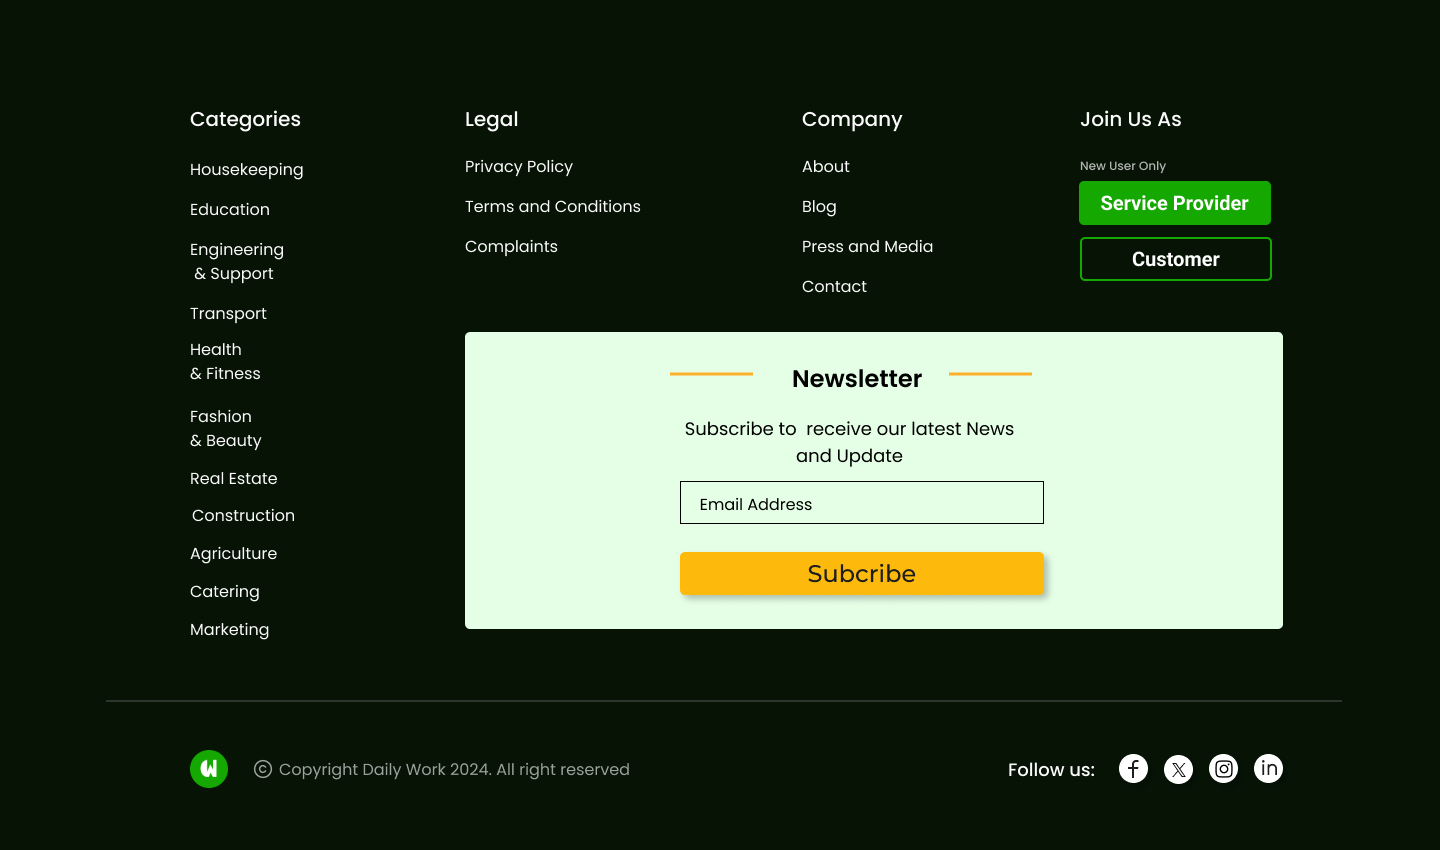 Categories
Housekeeping
Education
Engineering
& Support
Transport
Health
& Fitness
Fashion
& Beauty
Real Estate
Construction
Agriculture
Catering
Marketing
Legal
Privacy Policy
Terms and Conditions
Complaints
Company
About
Blog
Press and Media
Contact
Join Us As
New User Only
Service Provider
Customer
Newsletter
Subscribe to  receive our latest News
and Update
Email Address
Subcribe
© Copyright Daily Work 2024. All right reserved
Follow us: